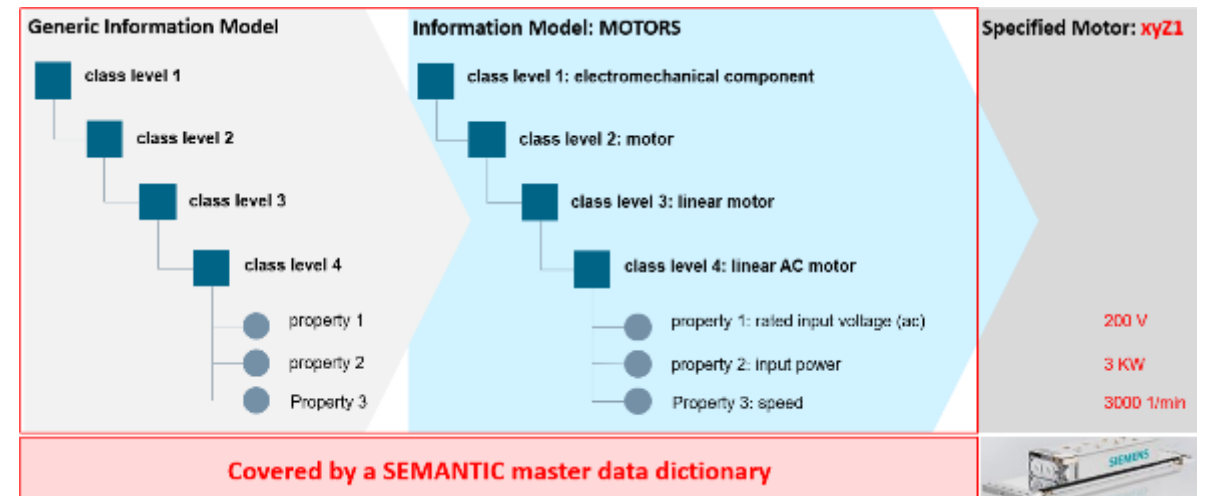 Generic Information Model
class level 1
class level 2
class level 3
class level 4
property 1
property 2
Property 3
Information Model: MOTORS
class level 1: electromechanical component
class level 2: motor
class level 3: linear motor
class level 4: linear AC motor
property 1: rated input voltage (ac)
property 2: input power
Property 3: speed
Specified Motor: xyZ1
200 V
3 KW
3000 1/min
Covered by a SEMANTIC master data dictionary
SIEMENS